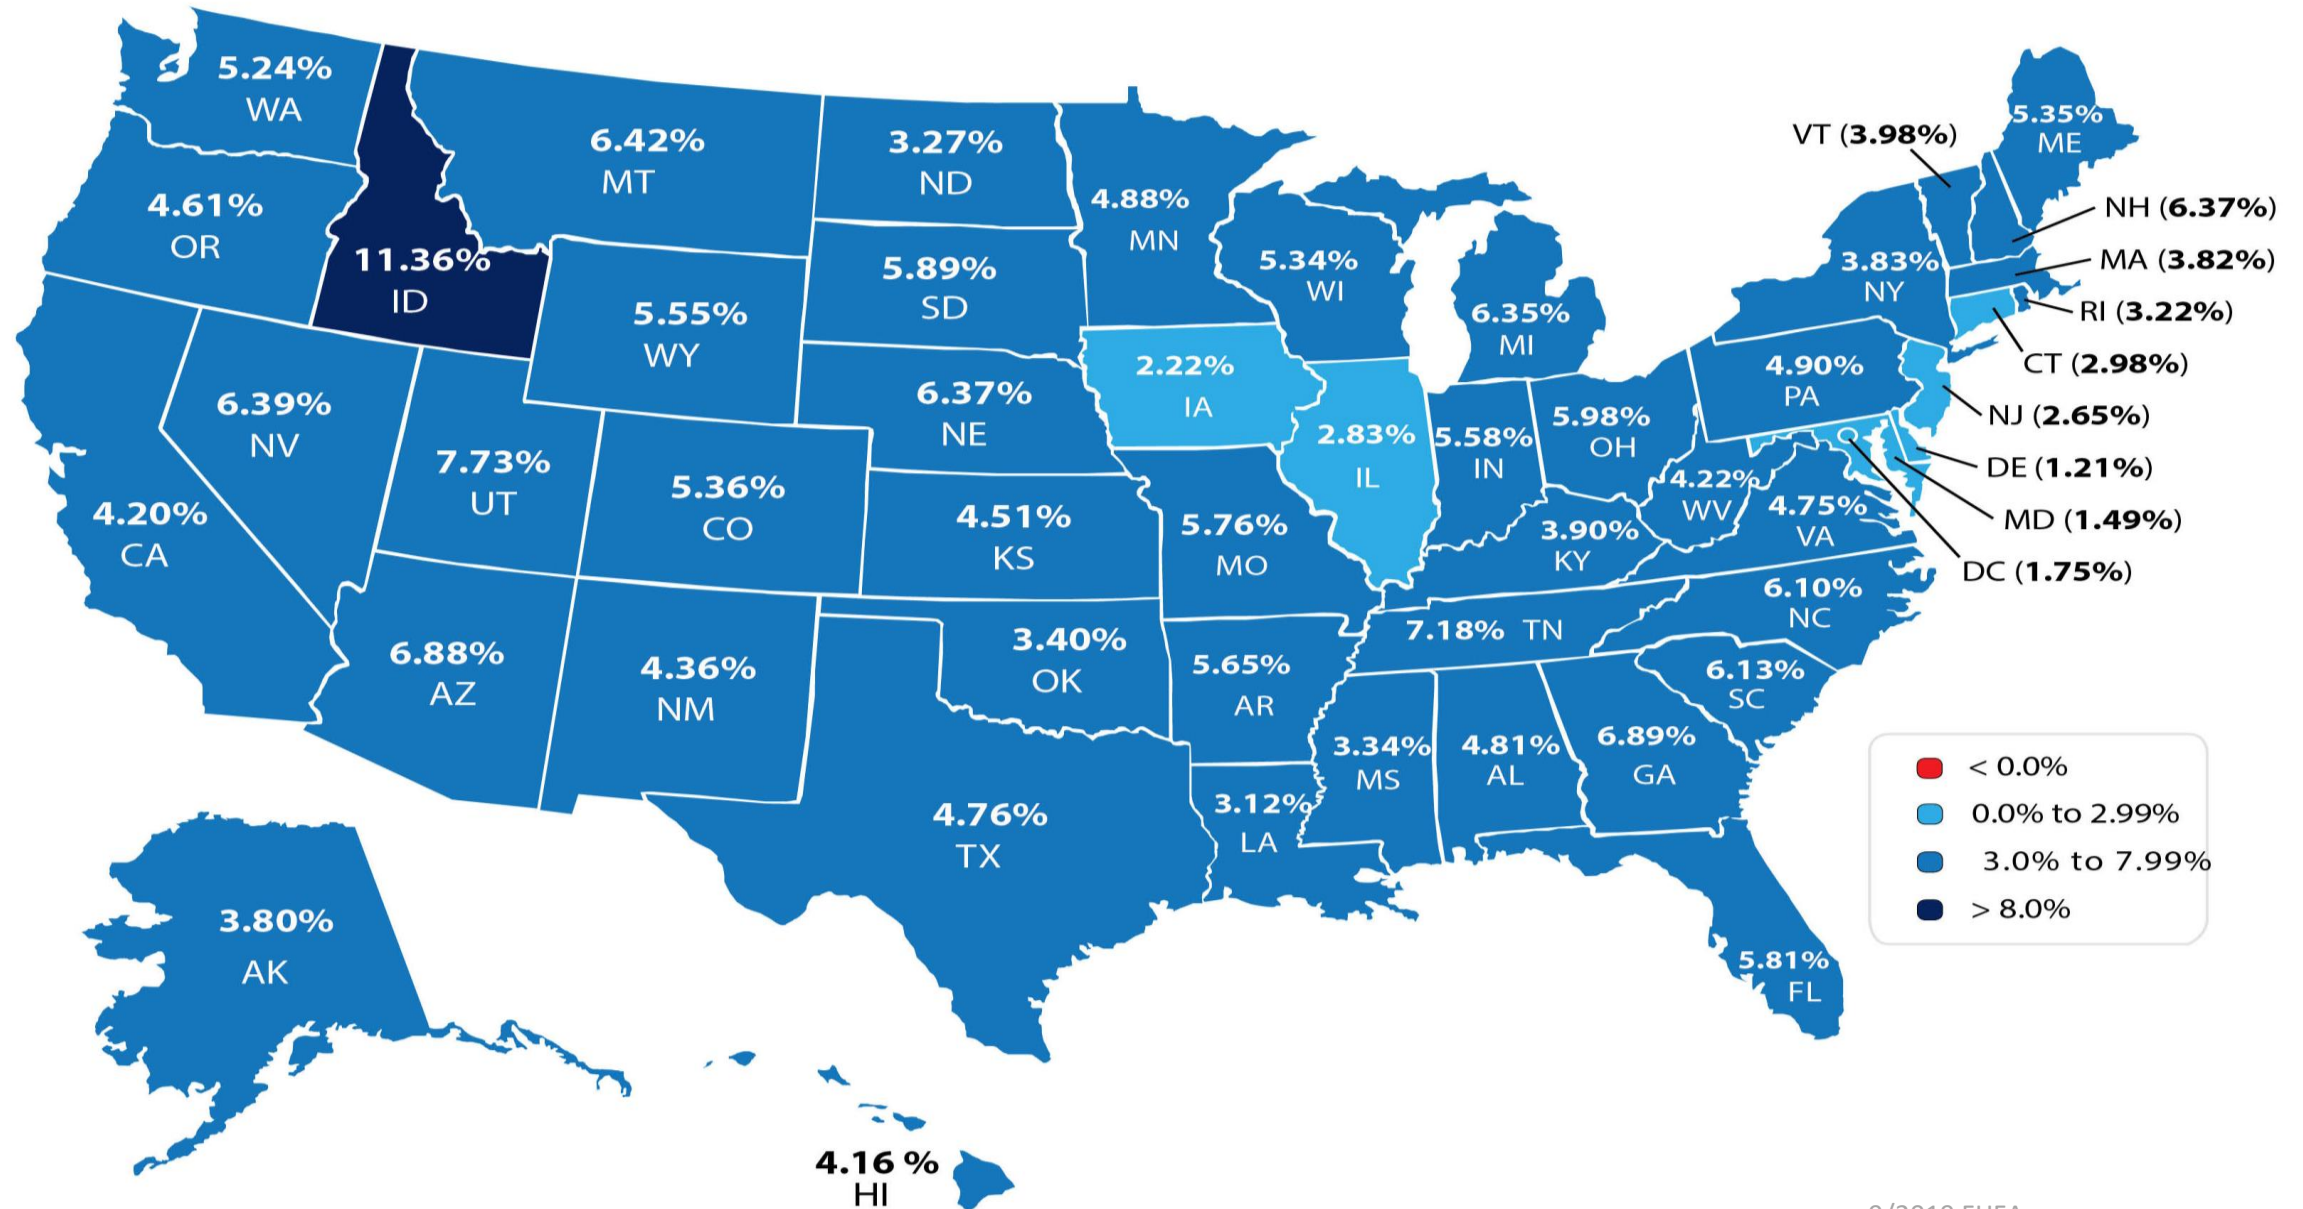 5.24%
WA
4.61%
OR
11.36%
ID
6.42%
MT
3.27%
ND
4.88%
MN
5.34%
WI
6.35%
MI
5.89%
SD
5.55%
WY
6.39%
NV
4.20%
CA
7.73%
UT
5.36%
CO
6.37%
NE
2.22%
IA
2.83%
IL
5.58%
IN
5.98%
OH
4.90%
PA
3.83%
NY
5.35%
ME
VT (3.98%)
NH (6.37%)
MA (3.82%)
RI (3.22%)
CT (2.98%)
NJ (2.65%)
DE (1.21%)
MD (1.49%)
DC (1.75%)
4.22%
WV
4.75%
VA
3.90%
KY
4.51%
KS
5.76%
MO
6.88%
AZ
4.36%
NM
3.40%
OK
5.65%
AR
7.18% TN
6.10%
NC
6.13%
SC
3.34%
MS
4.81%
AL
6.89%
GA
4.76%
TX
3.12%
LA
5.81%
FL
3.80%
AK
4.16 %
HI
< 0.0%
0.0% to 2.99%
3.0% to 7.99%
> 8.0%